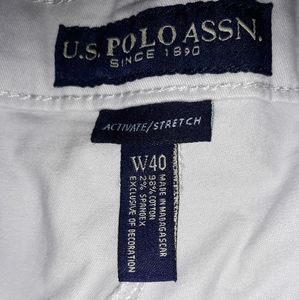 U.S. POLO ASSN.
SINCE 1890
ACTIVATE/STRETCH
W40
MADE IN MADAGASCAR
98% COTTON
2% SPANDEX
EXCLUSIVE OF DECORATION